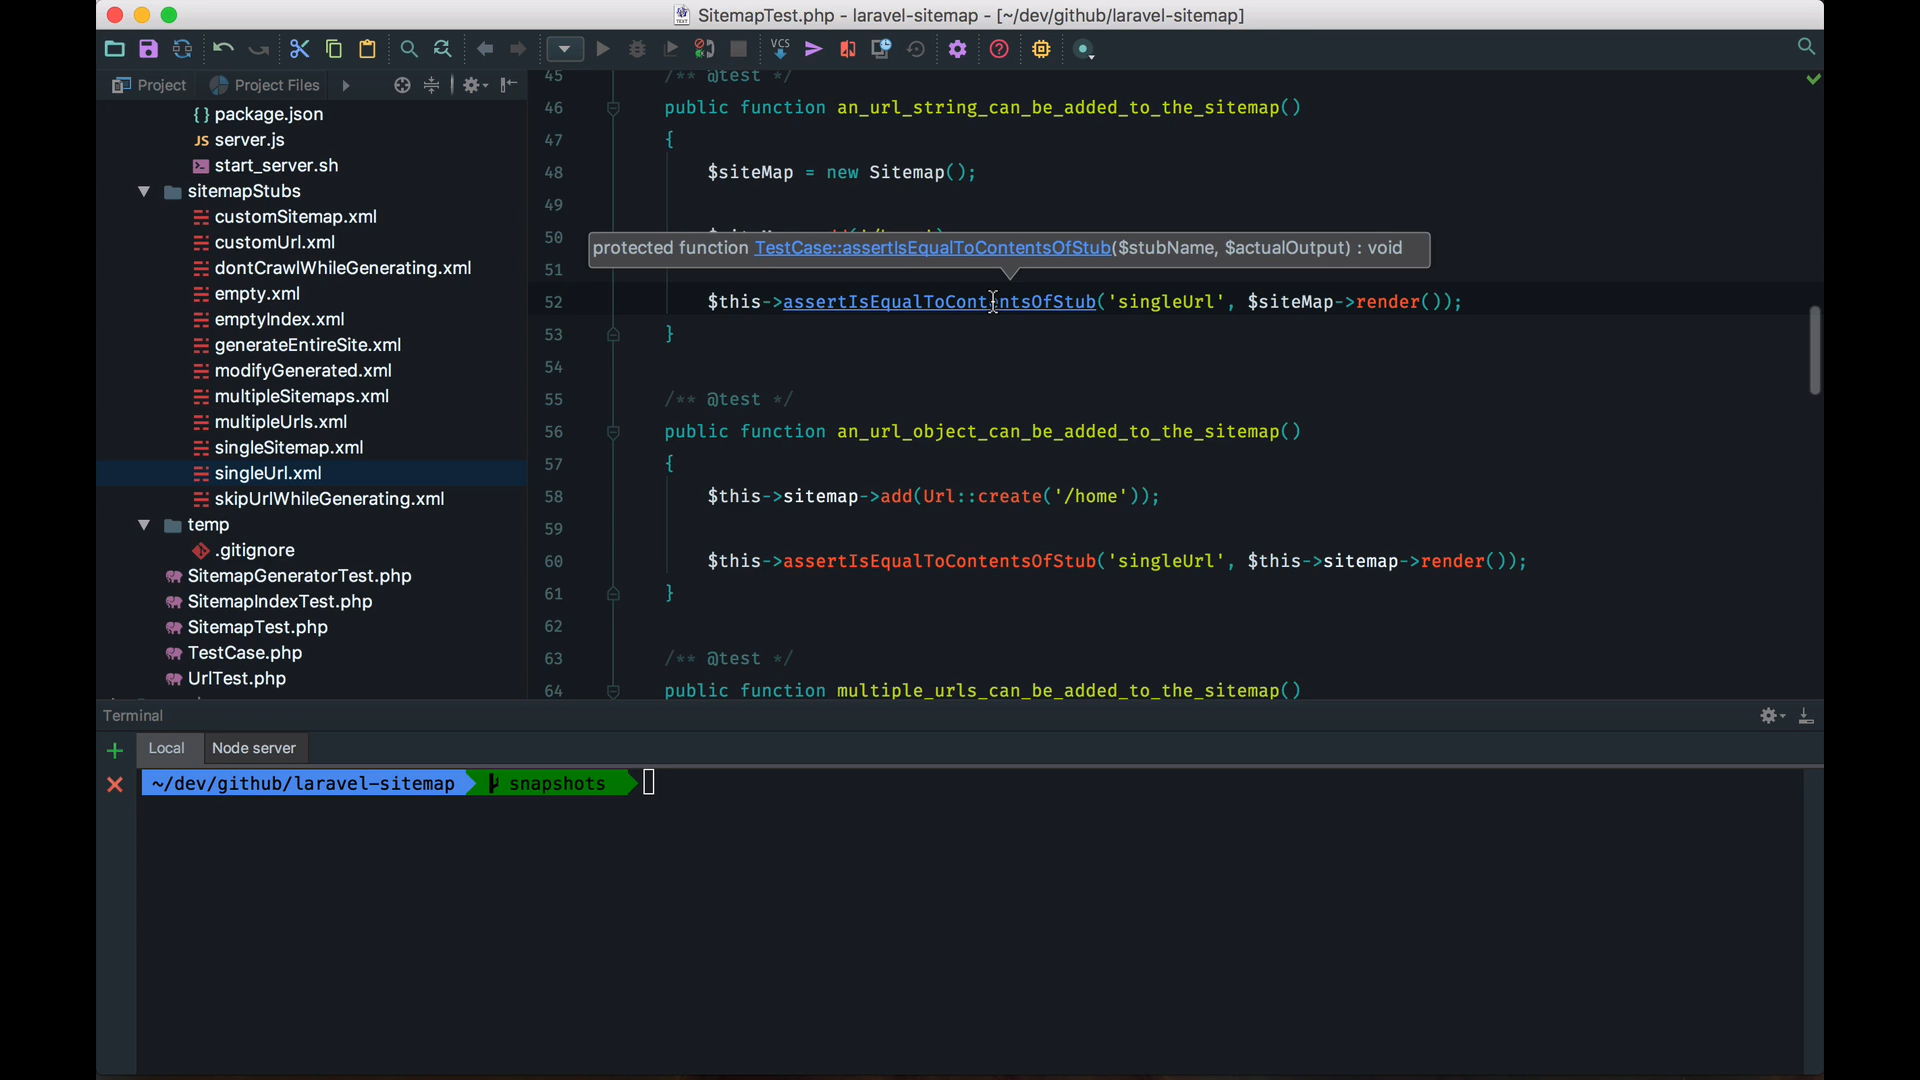 SitemapTest.php - laravel-sitemap - [~/dev/github/laravel-sitemap]
VCS
Project
Project Files
package.json
JS server.js
start_server.sh
sitemapStubs
customSitemap.xml
customUrl.xml
dontCrawlWhileGenerating.xml
empty.xml
emptyIndex.xml
generateEntireSite.xml
modifyGenerated.xml
multipleSitemaps.xml
multipleUrls.xml
singleSitemap.xml
singleUrl.xml
skipUrlWhileGenerating.xml
temp
.gitignore
SitemapGeneratorTest.php
SitemapIndexTest.php
SitemapTest.php
TestCase.php
UrlTest.php
45 /** @test */
46 public function an_url_string_can_be_added_to_the_sitemap()
47 {
48 $siteMap = new Sitemap();
49
50
protected function TestCase::assertIsEqualToContentsOfStub($stubName, $actualOutput) : void
51
52 $this->assertIsEqualToContentsOfStub('singleUrl', $siteMap->render());
53 }
54
55 /** @test */
56 public function an_url_object_can_be_added_to_the_sitemap()
57 {
58 $this->sitemap->add(Url::create('/home'));
59
60 $this->assertIsEqualToContentsOfStub('singleUrl', $this->sitemap->render());
61 }
62
63 /** @test */
64 public function multiple_urls_can_be_added_to_the_sitemap()
Terminal
Local
Node server
~/dev/github/laravel-sitemap snapshots